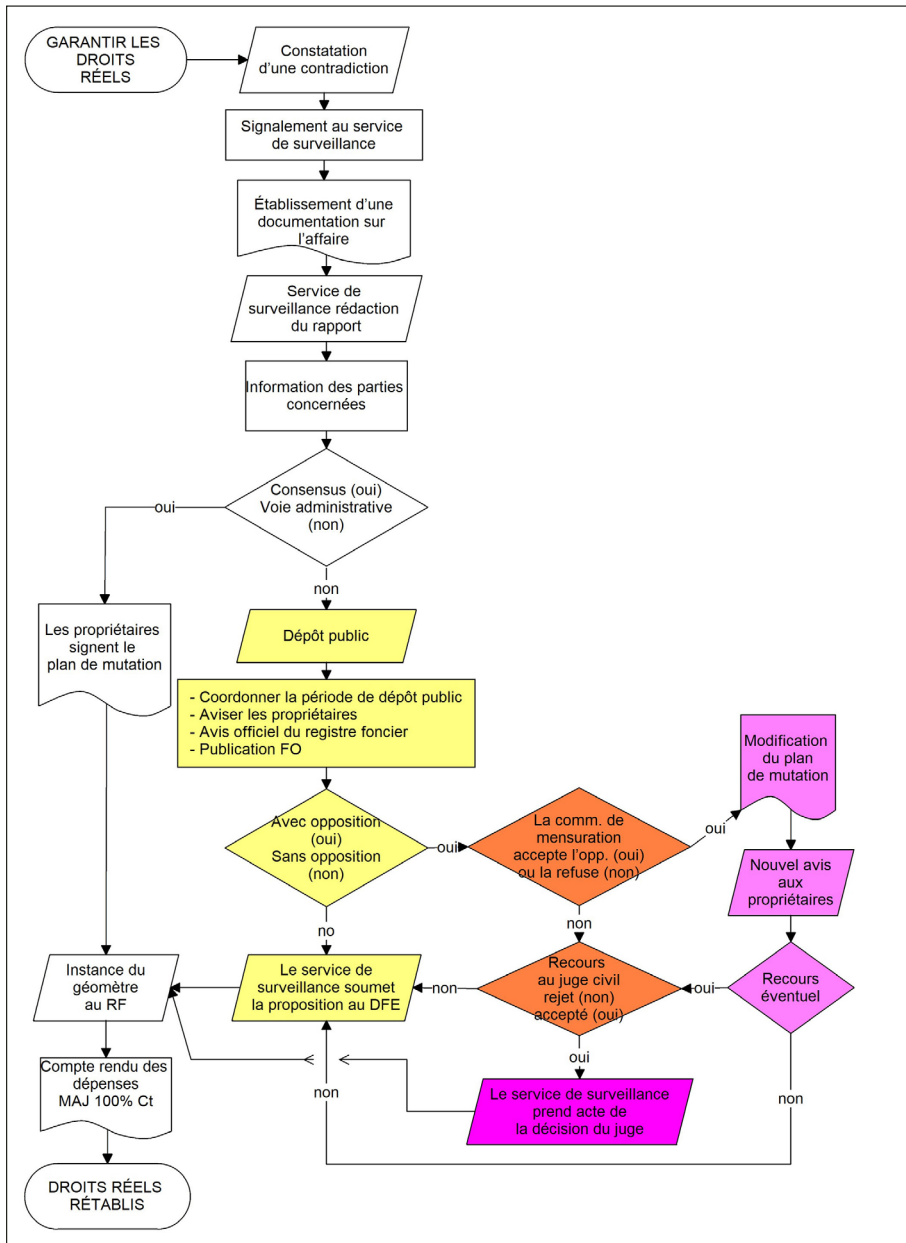 GARANTIR LES
DROITS
RÉELS
Constatation
d'une contradiction
Signalement au service
de surveillance
Établissement d'une
documentation sur
l'affaire
Service de
surveillance rédaction
du rapport
Information des parties
concernées
Consensus (oui)
Voie administrative
(non)
oui
non
Les propriétaires
signent le
plan de mutation
Dépôt public
- Coordonner la période de dépôt public
- Aviser les propriétaires
- Avis officiel du registre foncier
- Publication FO
Avec opposition
(oui)
Sans opposition
(non)
oui
no
La comm. de
mensuration
accepte l'opp. (oui)
ou la refuse (non)
oui
non
Modification
du plan
de mutation
Nouvel avis
aux
propriétaires
Recours
éventuel
oui
non
Recours
au juge civil
rejet (non)
accepté (oui)
non
oui
Le service de
surveillance soumet
la proposition au DFE
non
Le service de surveillance
prend acte de
la décision du juge
Instance du
géomètre
au RF
Compte rendu des
dépenses
MAJ 100% Ct
DROITS RÉELS
RÉTABLIS